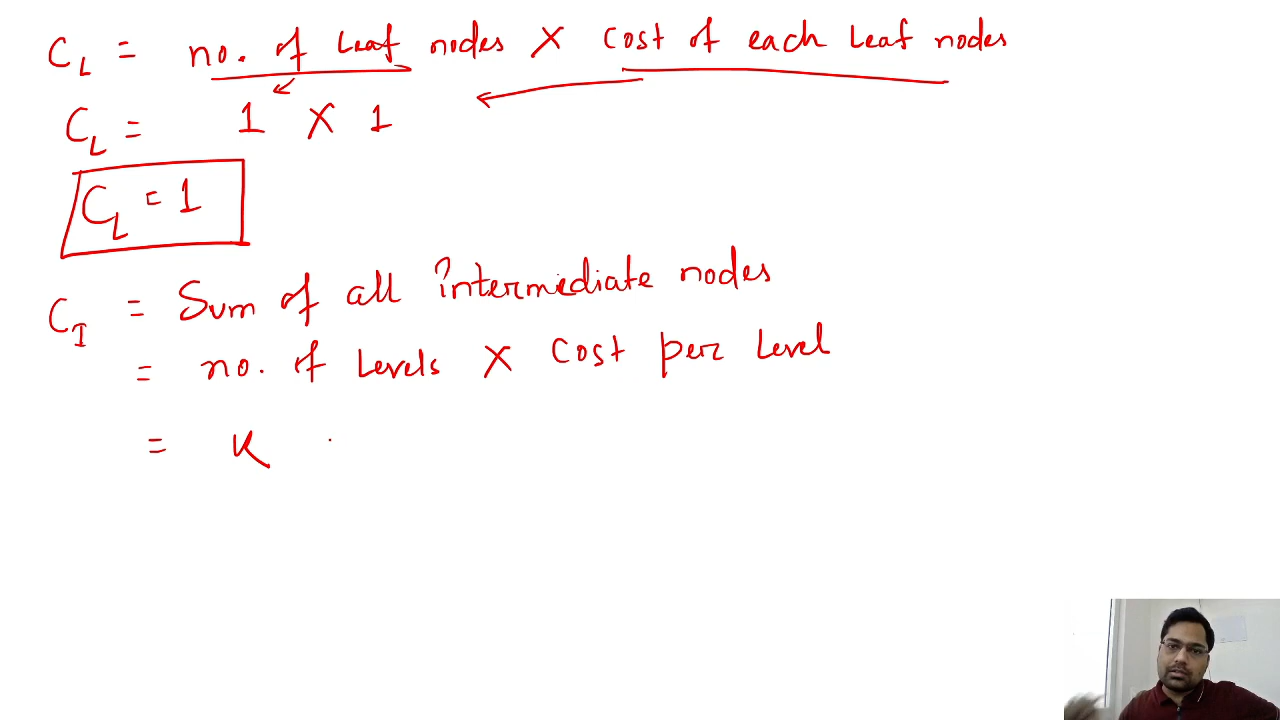 C_L = no. of Leaf nodes X cost of each Leaf nodes
C_L = 1 X 1
C_L = 1
C_I = Sum of all intermediate nodes
= no. of Levels X cost per Level
= K